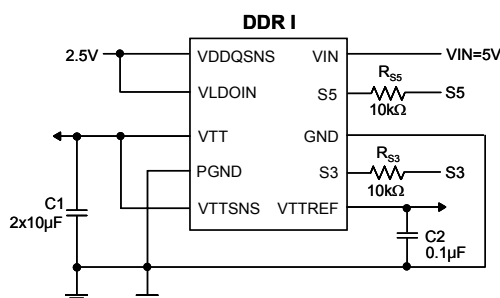 DDR I
2.5V
VDDQSNS
VIN
VIN=5V
VLDOIN
S5
RS5
10kΩ
S5
VTT
GND
PGND
S3
RS3
10kΩ
S3
VTTSNS
VTTREF
C1
2x10µF
C2
0.1µF